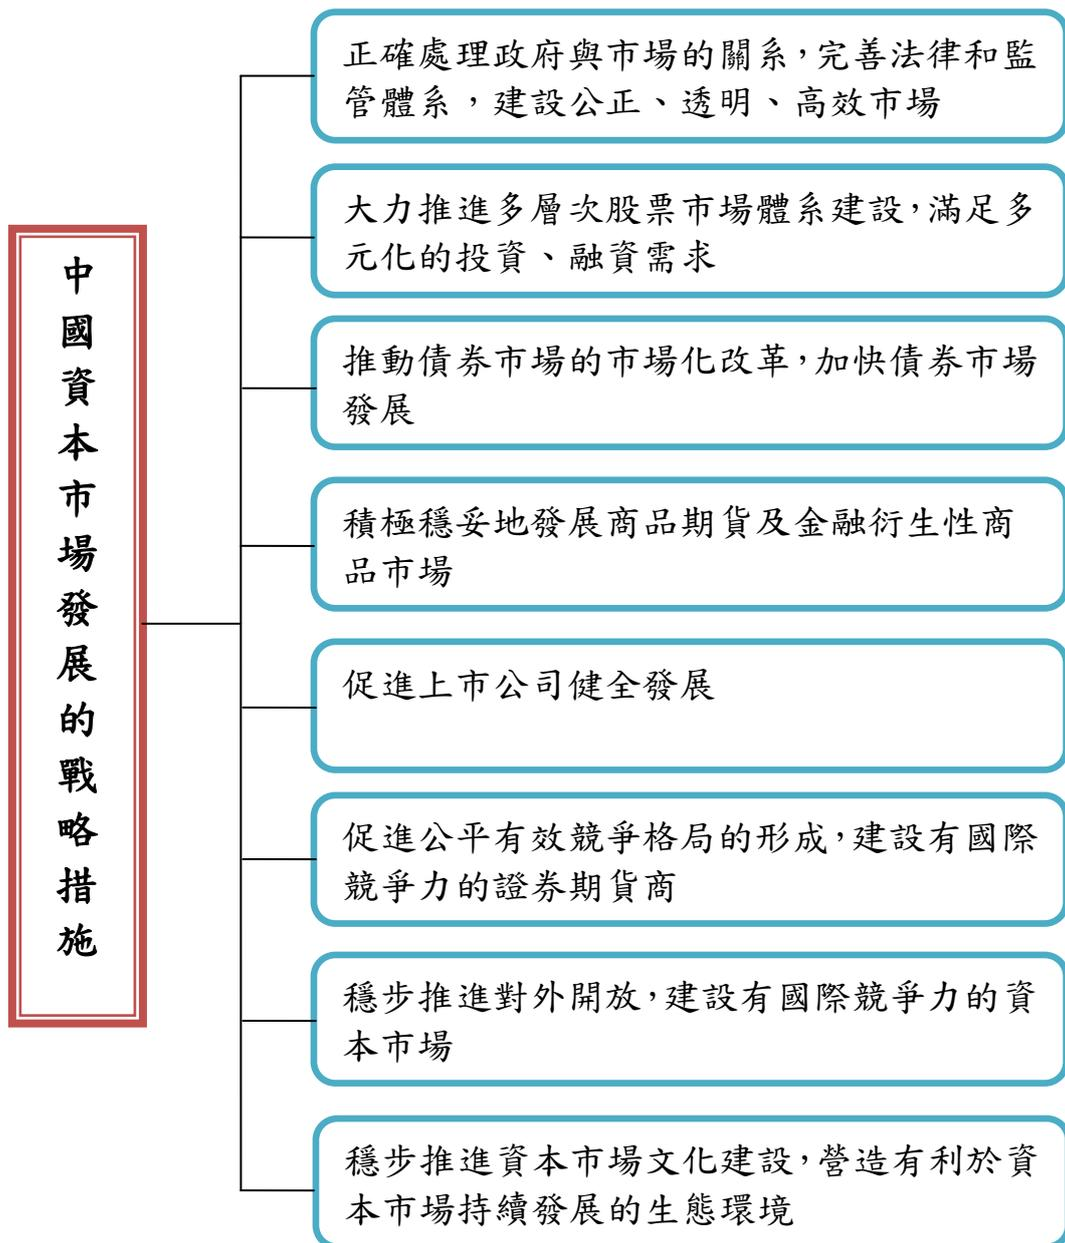 中國資本市場發展的戰略措施
正確處理政府與市場的關系，完善法律和監
管體系，建設公正、透明、高效市場
大力推進多層次股票市場體系建設，滿足多
元化的投資、融資需求
推動債券市場的市場化改革，加快債券市場
發展
積極穩妥地發展商品期貨及金融衍生性商
品市場
促進上市公司健全發展
促進公平有效競爭格局的形成，建設有國際
競爭力的證券期貨商
穩步推進對外開放，建設有國際競爭力的資
本市場
穩步推進資本市場文化建設，營造有利於資
本市場持續發展的生態環境